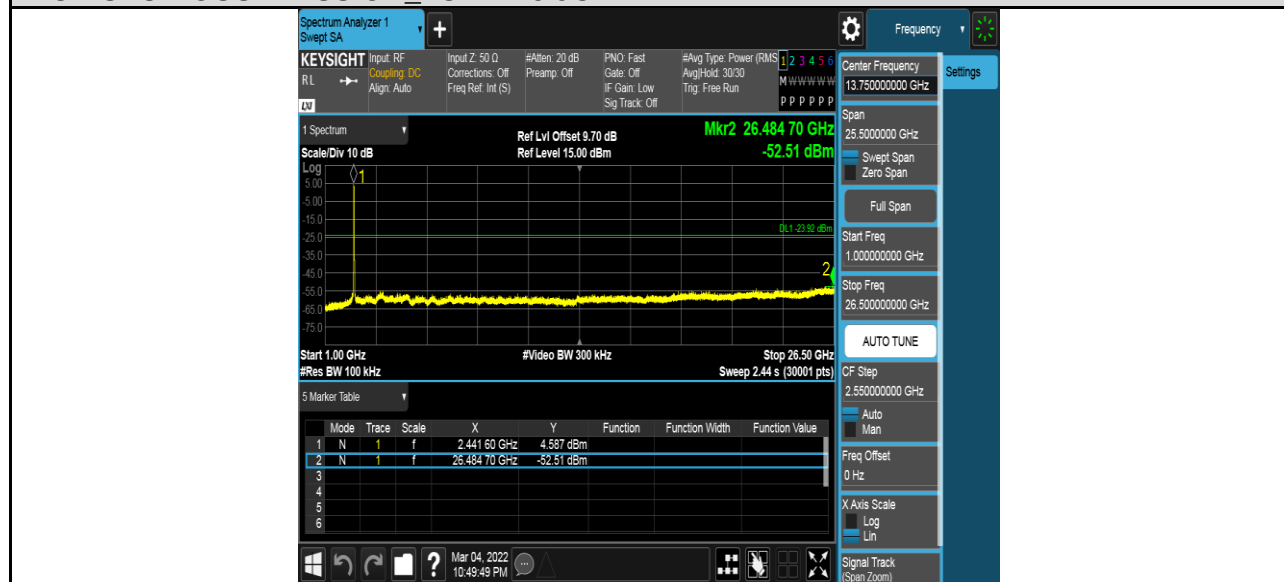 Spectrum Analyzer 1
Swept SA
+
Frequency
KEYSIGHT
RL
LXI
Input: RF
Coupling: DC
Align: Auto
Input Z: 50 Ω
Corrections: Off
Freq Ref: Int (S)
#Atten: 20 dB
Preamp: Off
PNO: Fast
Gate: Off
IF Gain: Low
Sig Track: Off
#Avg Type: Power (RMS
Avg|Hold: 30/30
Trig: Free Run
1 2 3 4 5 6
M W W W W W
P P P P P P
1 Spectrum
Scale/Div 10 dB
Ref Lvl Offset 9.70 dB
Ref Level 15.00 dBm
Mkr2 26.484 70 GHz
-52.51 dBm
Log
1
5.00
-5.00
-15.0
DL1 -23.92 dBm
-25.0
-35.0
-45.0
2
-55.0
-65.0
-75.0
Start 1.00 GHz
#Video BW 300 kHz
Stop 26.50 GHz
#Res BW 100 kHz
Sweep 2.44 s (30001 pts)
5 Marker Table
Mode Trace Scale X Y Function Function Width Function Value
1 N 1 f 2.441 60 GHz 4.587 dBm
2 N 1 f 26.484 70 GHz -52.51 dBm
3
4
5
6
?
Mar 04, 2022
10:49:49 PM
Center Frequency
13.750000000 GHz
Settings
Span
25.5000000 GHz
Swept Span
Zero Span
Full Span
Start Freq
1.000000000 GHz
Stop Freq
26.500000000 GHz
AUTO TUNE
CF Step
2.550000000 GHz
Auto
Man
Freq Offset
0 Hz
X Axis Scale
Log
Lin
Signal Track
(Span Zoom)